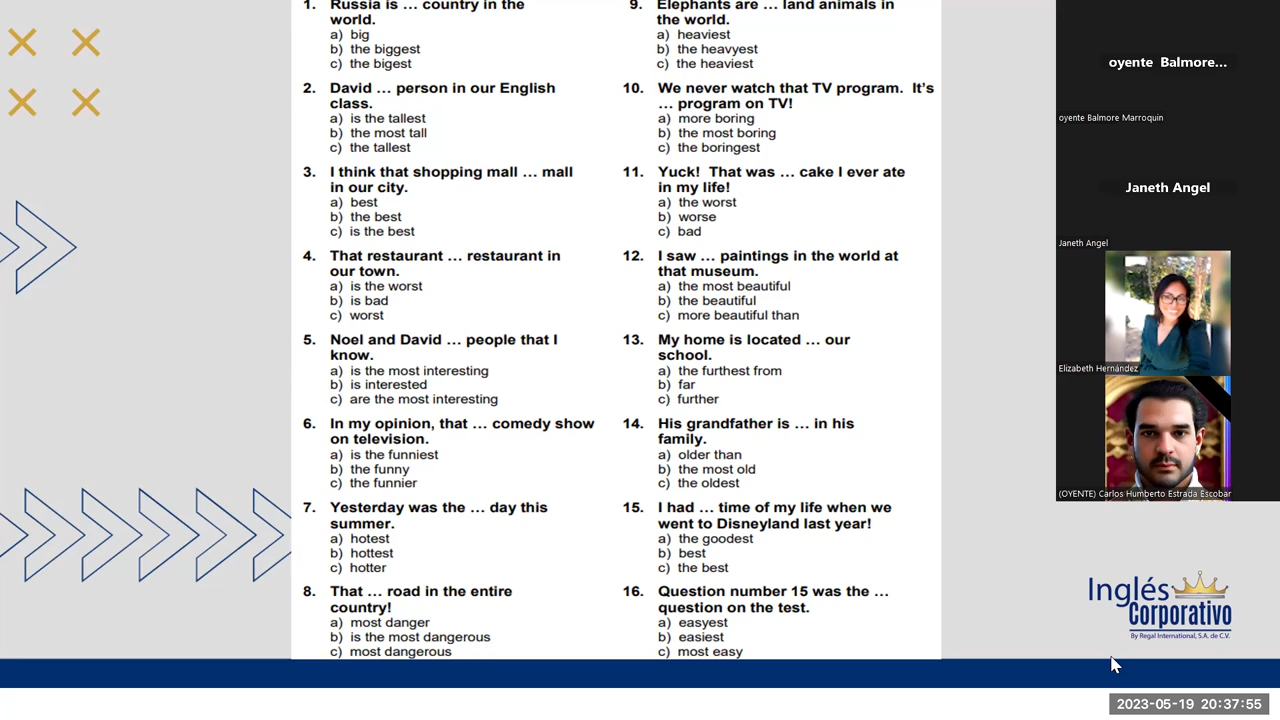 1. Russia is … country in the
world.
a) big
b) the biggest
c) the bigest
2. David … person in our English
class.
a) is the tallest
b) the most tall
c) the tallest
3. I think that shopping mall … mall
in our city.
a) best
b) the best
c) is the best
4. That restaurant … restaurant in
our town.
a) is the worst
b) is bad
c) worst
5. Noel and David … people that I
know.
a) is the most interesting
b) is interested
c) are the most interesting
6. In my opinion, that … comedy show
on television.
a) is the funniest
b) the funny
c) the funnier
7. Yesterday was the … day this
summer.
a) hotest
b) hottest
c) hotter
8. That … road in the entire
country!
a) most danger
b) is the most dangerous
c) most dangerous
9. Elephants are … land animals in
the world.
a) heaviest
b) the heavyest
c) the heaviest
10. We never watch that TV program. It's
… program on TV!
a) more boring
b) the most boring
c) the boringest
11. Yuck! That was … cake I ever ate
in my life!
a) the worst
b) worse
c) bad
12. I saw … paintings in the world at
that museum.
a) the most beautiful
b) the beautiful
c) more beautiful than
13. My home is located … our
school.
a) the furthest from
b) far
c) further
14. His grandfather is … in his
family.
a) older than
b) the most old
c) the oldest
15. I had … time of my life when we
went to Disneyland last year!
a) the goodest
b) best
c) the best
16. Question number 15 was the …
question on the test.
a) easyest
b) easiest
c) most easy
oyente Balmore...
oyente Balmore Marroquin
Janeth Angel
Janeth Angel
Elizabeth Hernández
(OYENTE) Carlos Humberto Estrada Escobar
Inglés
Corporativo
By Regal International, S.A. de C.V.
2023-05-19 20:37:55